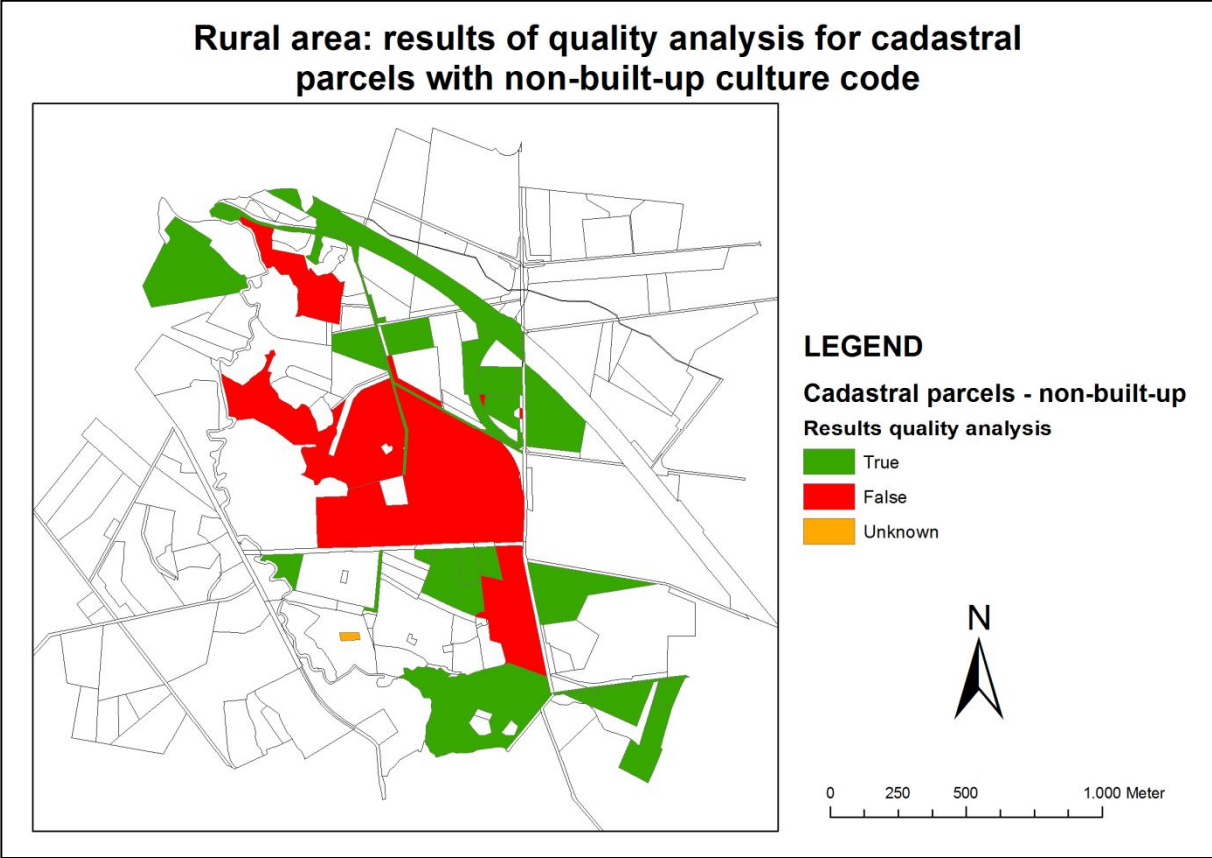 Rural area: results of quality analysis for cadastral
parcels with non-built-up culture code
LEGEND
Cadastral parcels - non-built-up
Results quality analysis
True
False
Unknown
N
0 250 500 1.000 Meter